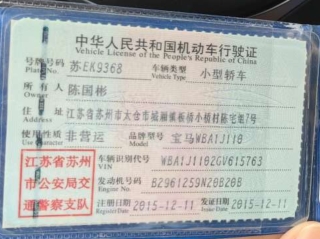 中华人民共和国机动车行驶证
Vehicle License of the People's Republic of China
号牌号码 苏EK9368 车辆类型 小型轿车
Plate No. Vehicle Type
所有人 陈国彬
Owner
住址 江苏省苏州市太仓市城厢镇板桥小桥村陈宅组7号
Address
使用性质 非营运 品牌型号 宝马WBA1J110
Use Character Model
江苏省苏州
市公安局交
通警察支队
车辆识别代号 WBA1J1102GV615763
VIN
发动机号码 B2961259N20B20B
Engine No.
注册日期 2015-12-11 发证日期 2015-12-11
Register Date Issue Date